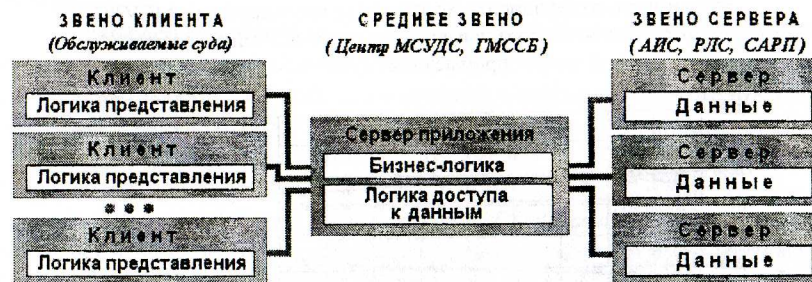 ЗВЕНО КЛИЕНТА
(Обслуживаемые суда)
Клиент
Логика представления
Клиент
Логика представления
Клиент
Логика представления
СРЕДНЕЕ ЗВЕНО
(Центр МСУДС, ГМССБ)
Сервер приложения
Бизнес-логика
Логика доступа
к данным
ЗВЕНО СЕРВЕРА
(АИС, РЛС, САРП)
Сервер
Данные
Сервер
Данные
Сервер
Данные